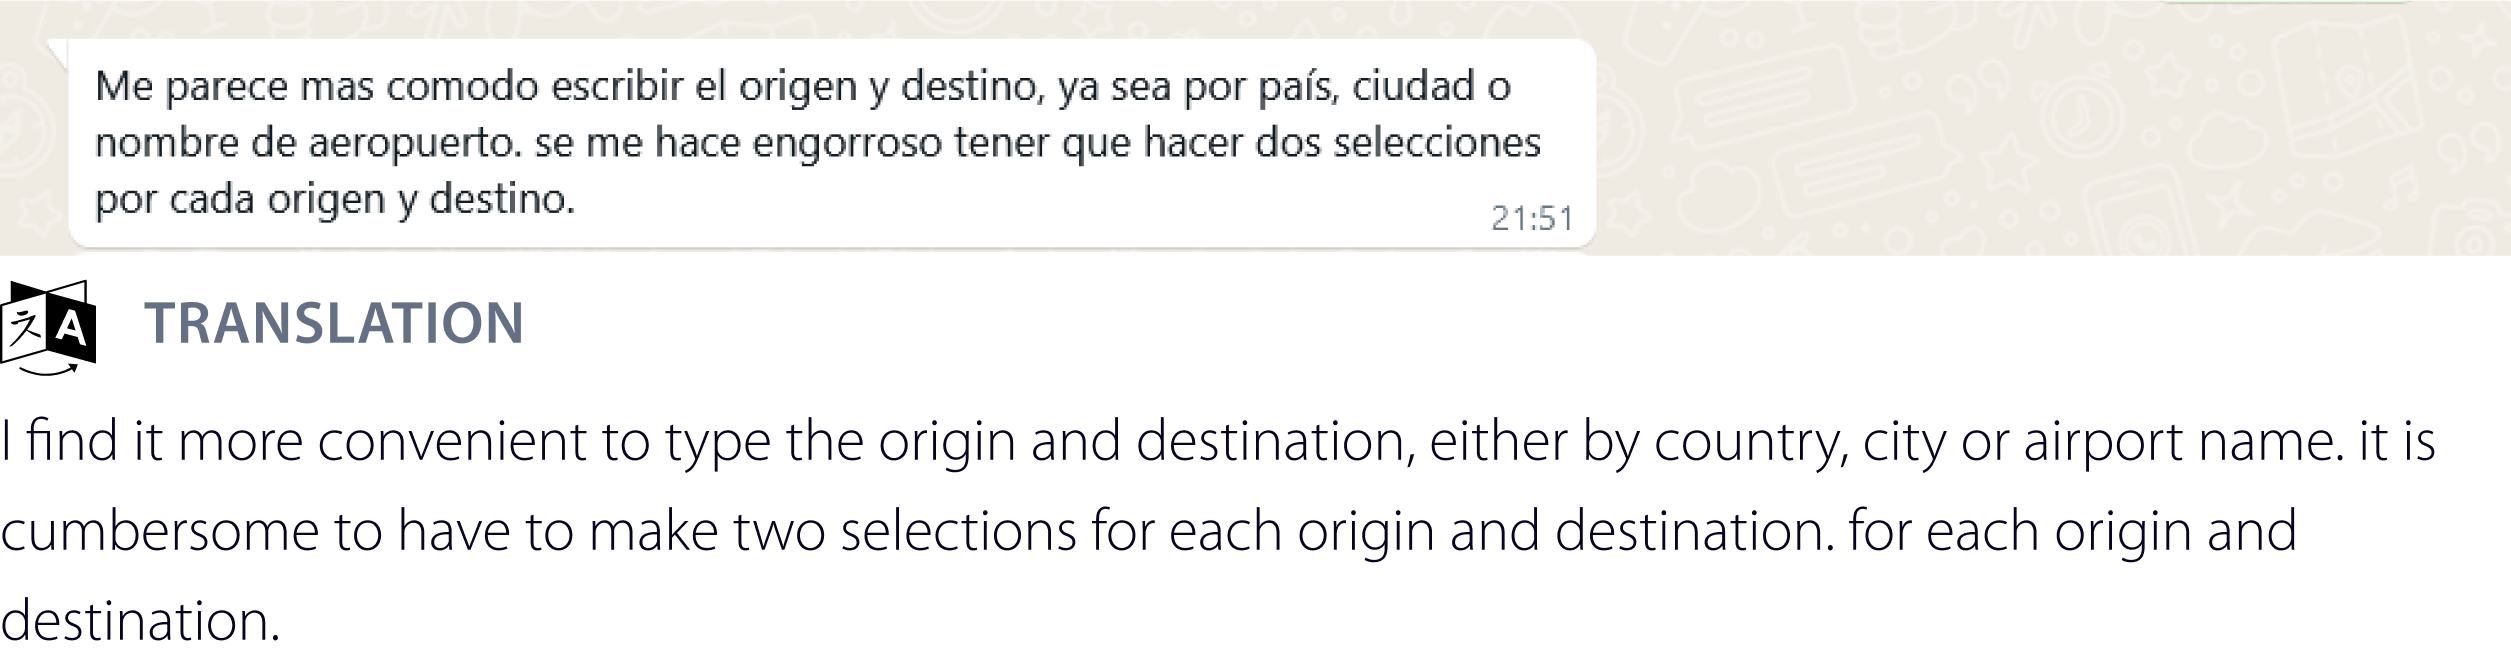 Me parece mas comodo escribir el origen y destino, ya sea por país, ciudad o
nombre de aeropuerto. se me hace engorroso tener que hacer dos selecciones
por cada origen y destino.
21:51
TRANSLATION
I find it more convenient to type the origin and destination, either by country, city or airport name. it is
cumbersome to have to make two selections for each origin and destination. for each origin and
destination.